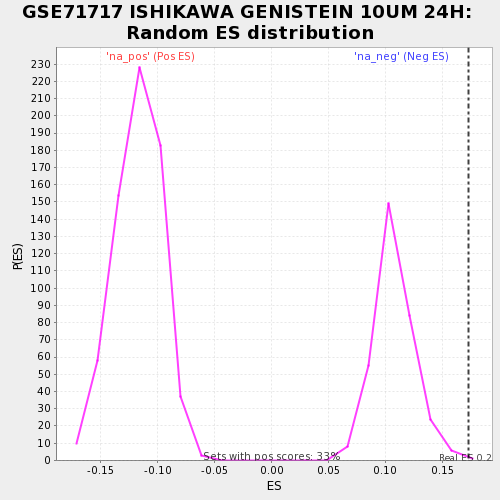 GSE71717 ISHIKAWA GENISTEIN 10UM 24H:
Random ES distribution
'na_pos' (Pos ES)
'na_neg' (Neg ES)
230
220
210
200
190
180
170
160
150
140
130
120
110
100
90
80
70
60
50
40
30
20
10
0
P(ES)
Sets with pos scores: 33%
Real ES 0.2
-0.15 -0.10 -0.05 0.00 0.05 0.10 0.15
ES